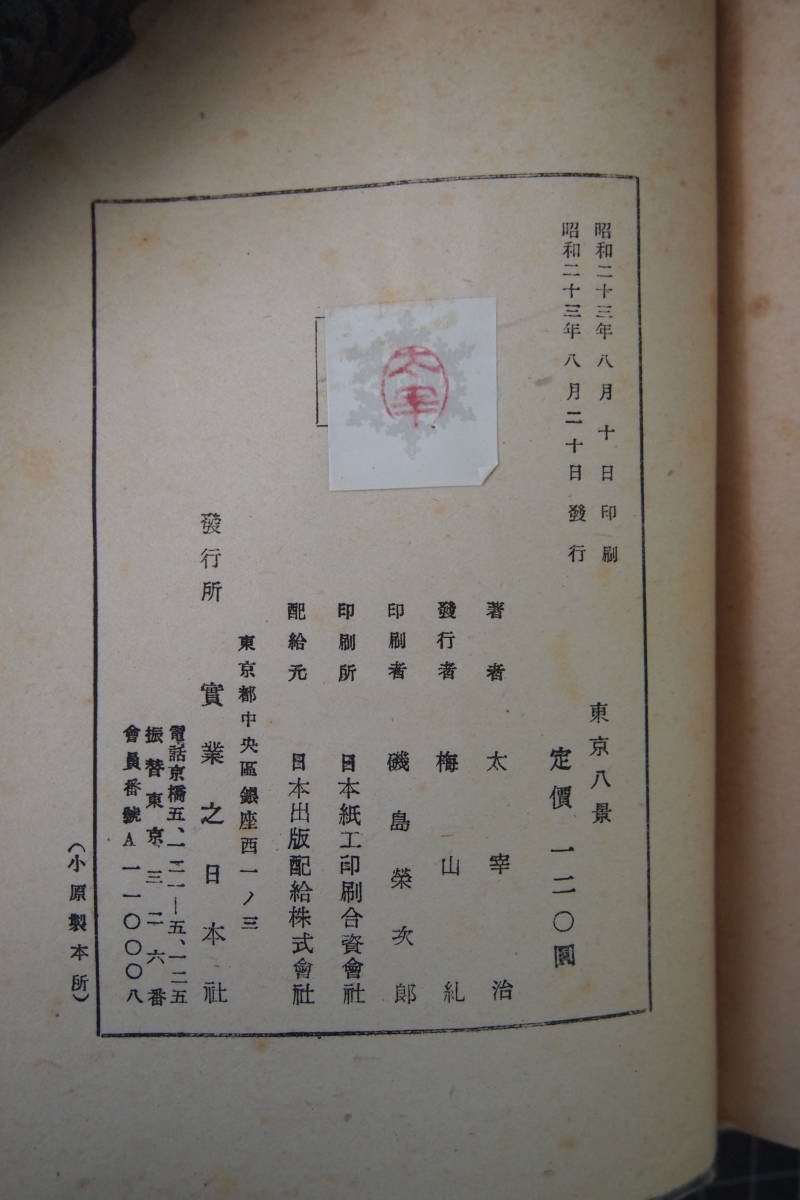 昭和二十三年八月十日印刷
昭和二十三年八月二十日發行
東京八景
定價一二〇圓
太宰
著者 太宰治
發行者 梅山糺
印刷者 磯島榮次郎
印刷所 日本紙工印刷合資會社
配給元 日本出版配給株式會社
東京都中央區銀座西一ノ三
發行所 實業之日本社
電話京橋五、一二一―五、一二五
振替東京三二六番
會員番號A一一〇〇〇八
(小原製本所)